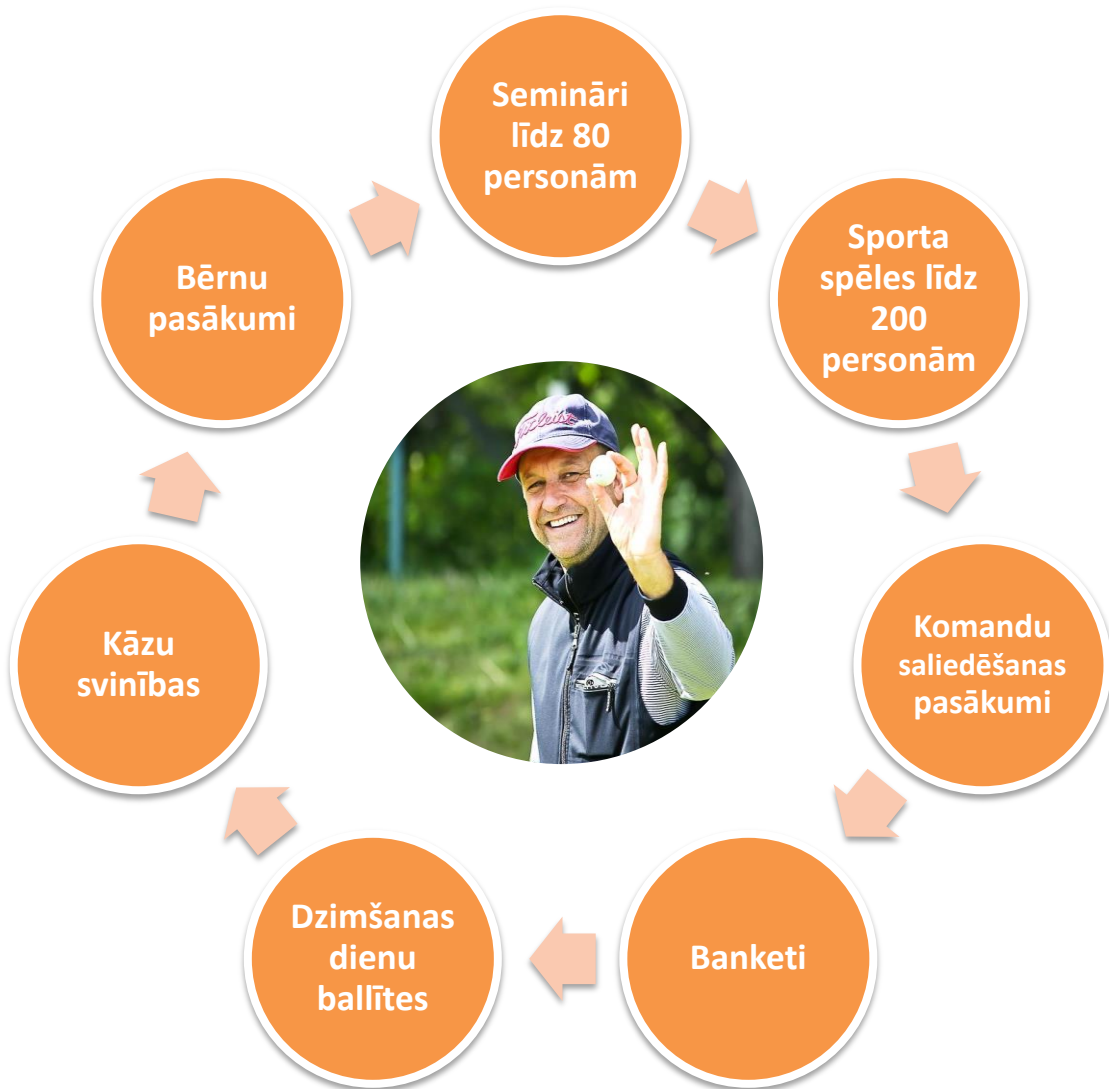 Semināri
līdz 80
personām
Sporta
spēles līdz
200
personām
Komandu
saliedēšanas
pasākumi
Banketi
Dzimšanas
dienu
ballītes
Kāzu
svinības
Bērnu
pasākumi
Titleist